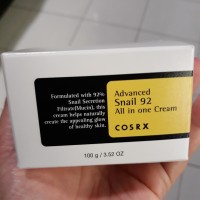 Formulated with 92%
Snail Secretion
Filtrate(Mucin), this
cream helps naturally
create the appealing glow
of healthy skin.
Advanced
Snail 92
All in one Cream
COSRX
100 g / 3.52 OZ